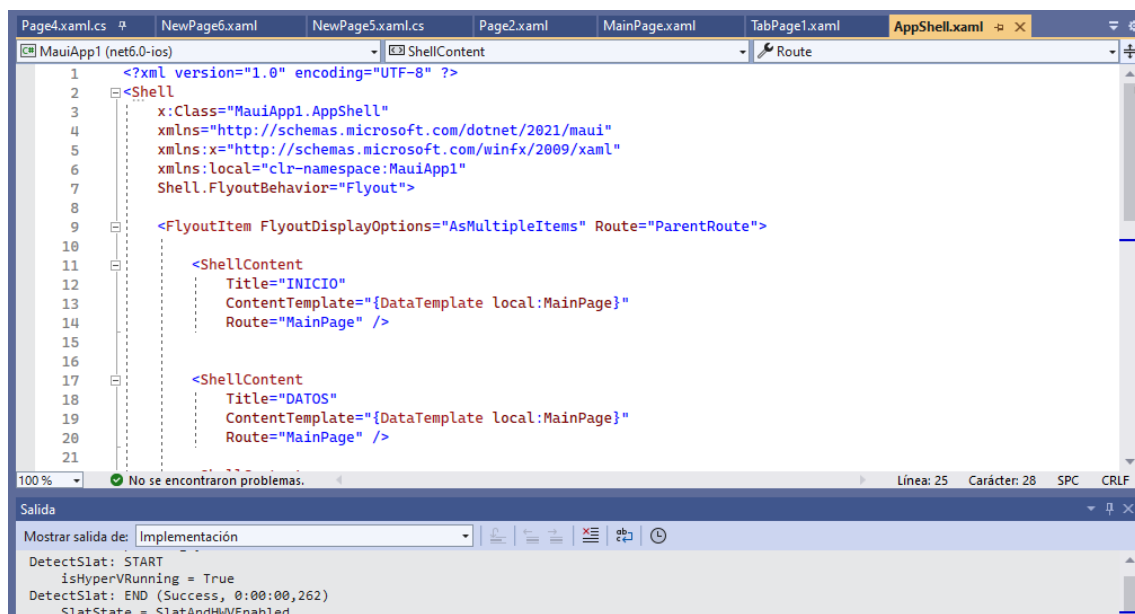 Page4.xaml.cs NewPage6.xaml NewPage5.xaml.cs Page2.xaml MainPage.xaml TabPage1.xaml AppShell.xaml
C# MauiApp1 (net6.0-ios) ShellContent Route
1 <?xml version="1.0" encoding="UTF-8" ?>
2 <Shell
3 x:Class="MauiApp1.AppShell"
4 xmlns="http://schemas.microsoft.com/dotnet/2021/maui"
5 xmlns:x="http://schemas.microsoft.com/winfx/2009/xaml"
6 xmlns:local="clr-namespace:MauiApp1"
7 Shell.FlyoutBehavior="Flyout">
8
9 <FlyoutItem FlyoutDisplayOptions="AsMultipleItems" Route="ParentRoute">
10
11 <ShellContent
12 Title="INICIO"
13 ContentTemplate="{DataTemplate local:MainPage}"
14 Route="MainPage" />
15
16
17 <ShellContent
18 Title="DATOS"
19 ContentTemplate="{DataTemplate local:MainPage}"
20 Route="MainPage" />
21
100 % No se encontraron problemas. Línea: 25 Carácter: 28 SPC CRLF
Salida
Mostrar salida de: Implementación
DetectSlat: START
isHyperVRunning = True
DetectSlat: END (Success, 0:00:00,262)
SlatState = SlatAndHWVEnabled